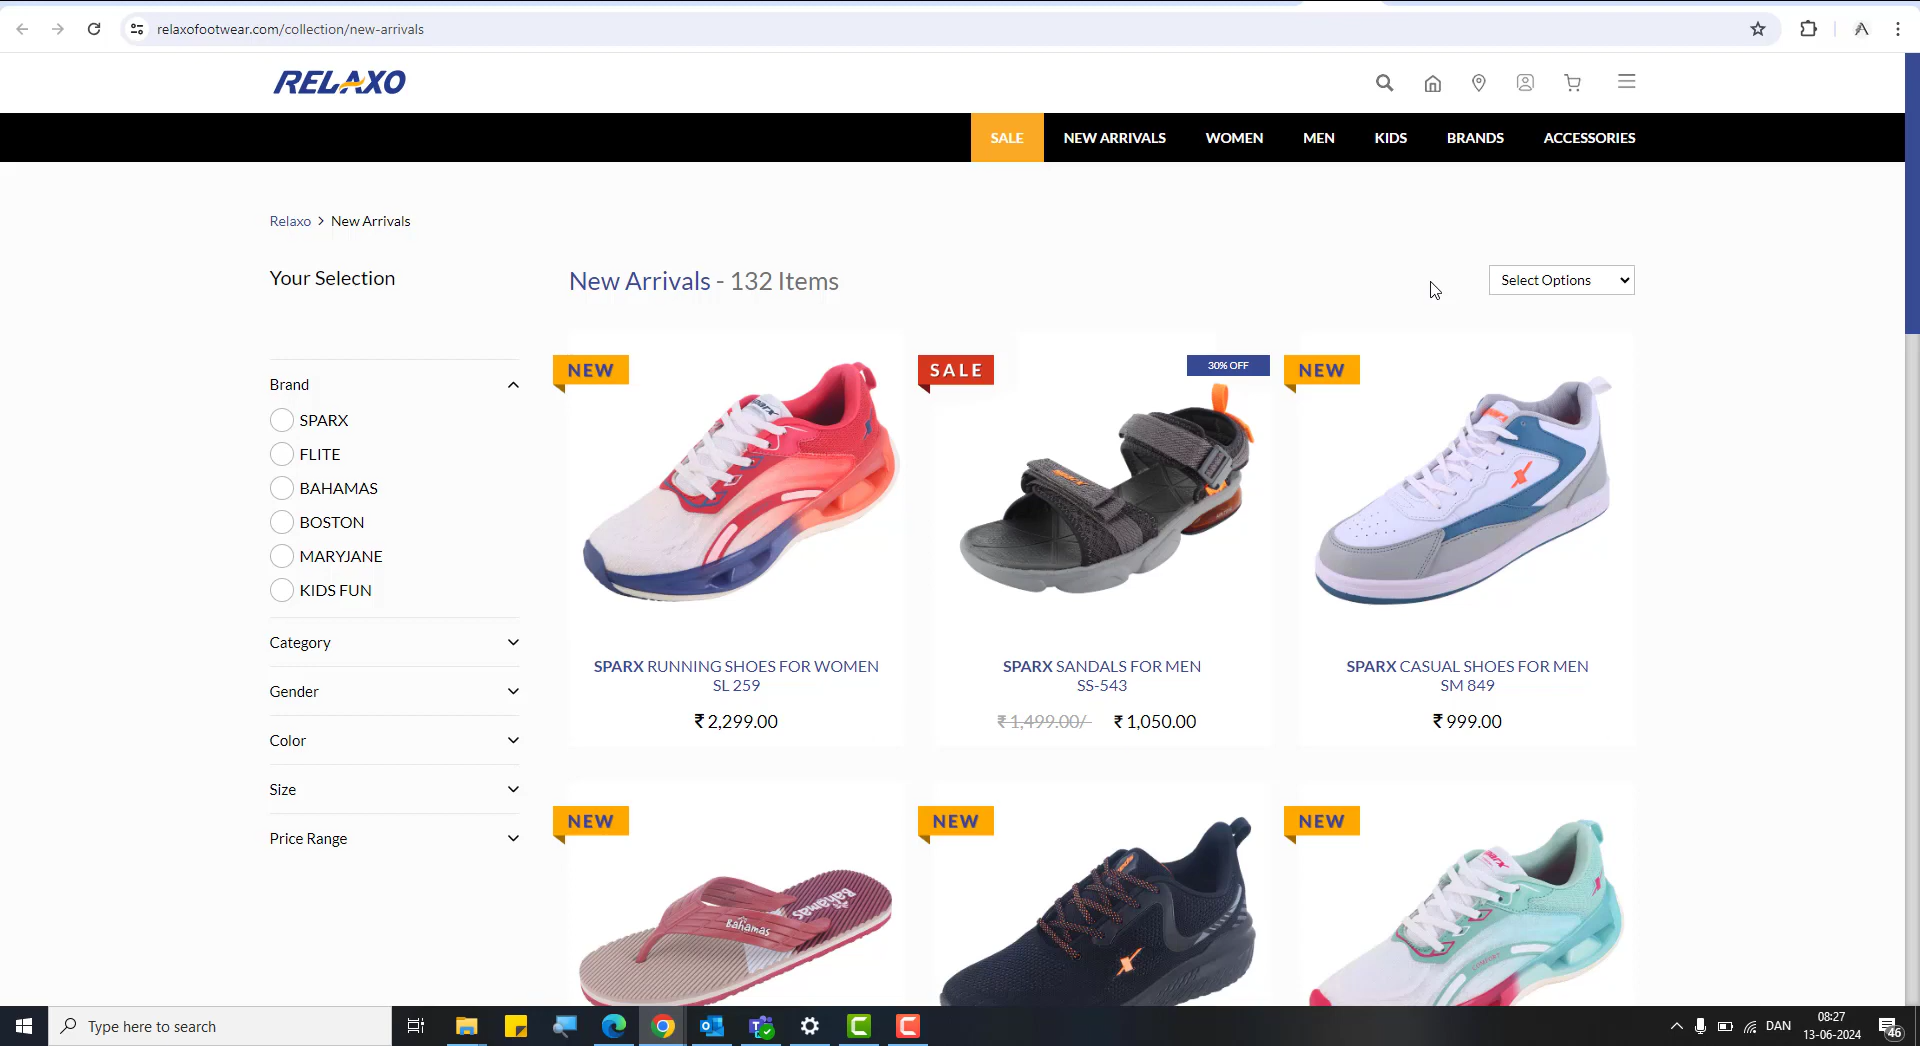 relaxofootwear.com/collection/new-arrivals
RELAXO
SALE
NEW ARRIVALS
WOMEN
MEN
KIDS
BRANDS
ACCESSORIES
Relaxo > New Arrivals
Your Selection
New Arrivals - 132 Items
Select Options
Brand
SPARX
FLITE
BAHAMAS
BOSTON
MARYJANE
KIDS FUN
Category
Gender
Color
Size
Price Range
NEW
SPARX RUNNING SHOES FOR WOMEN
SL 259
₹ 2,299.00
SALE
30% OFF
SPARX SANDALS FOR MEN
SS-543
₹ 1,499.00/- ₹ 1,050.00
NEW
SPARX CASUAL SHOES FOR MEN
SM 849
₹ 999.00
NEW
Bahamas
Bahamas
NEW
NEW
Type here to search
DAN
08:27
13-06-2024
46